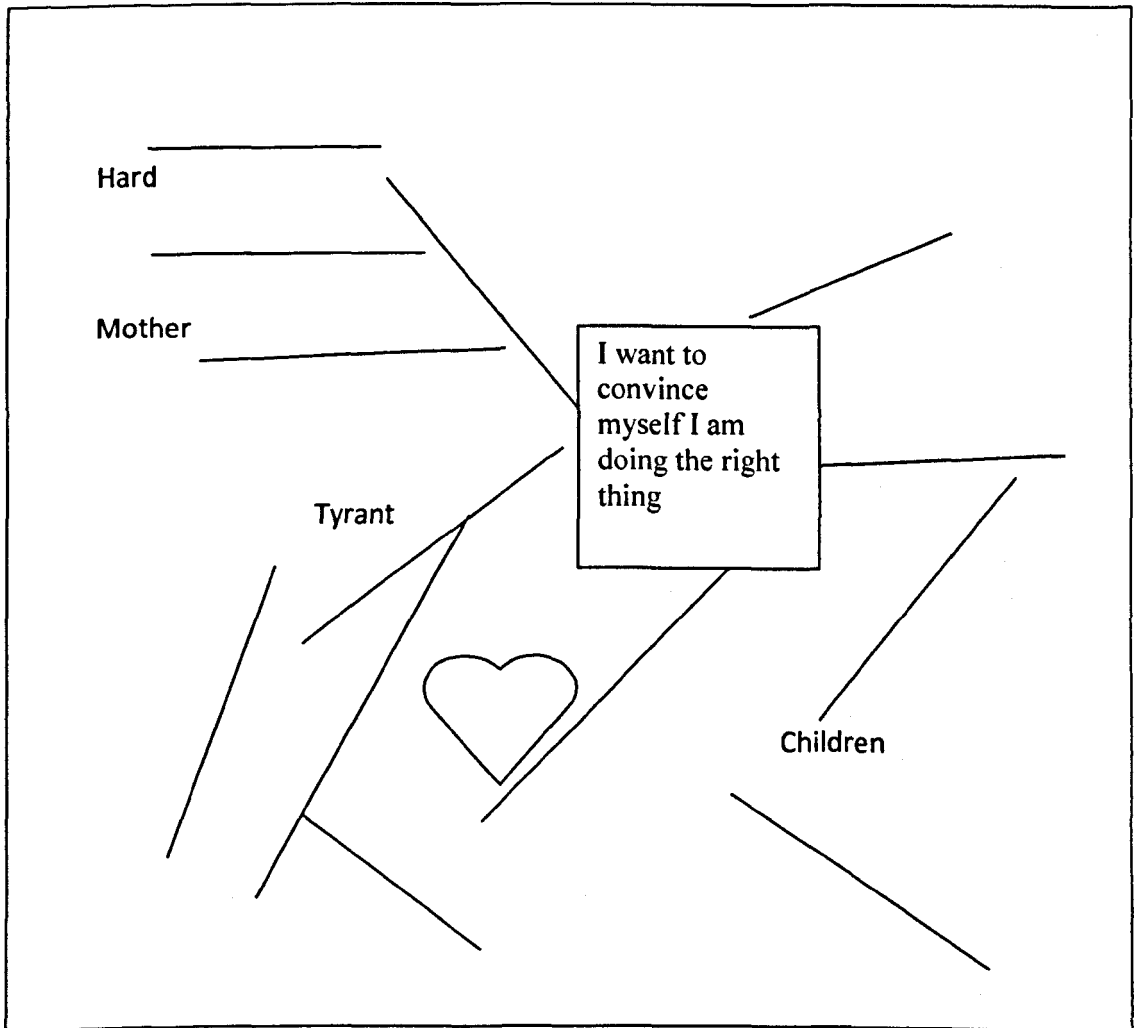 Hard
Mother
I want to
convince
myself I am
doing the right
thing
Tyrant
Children